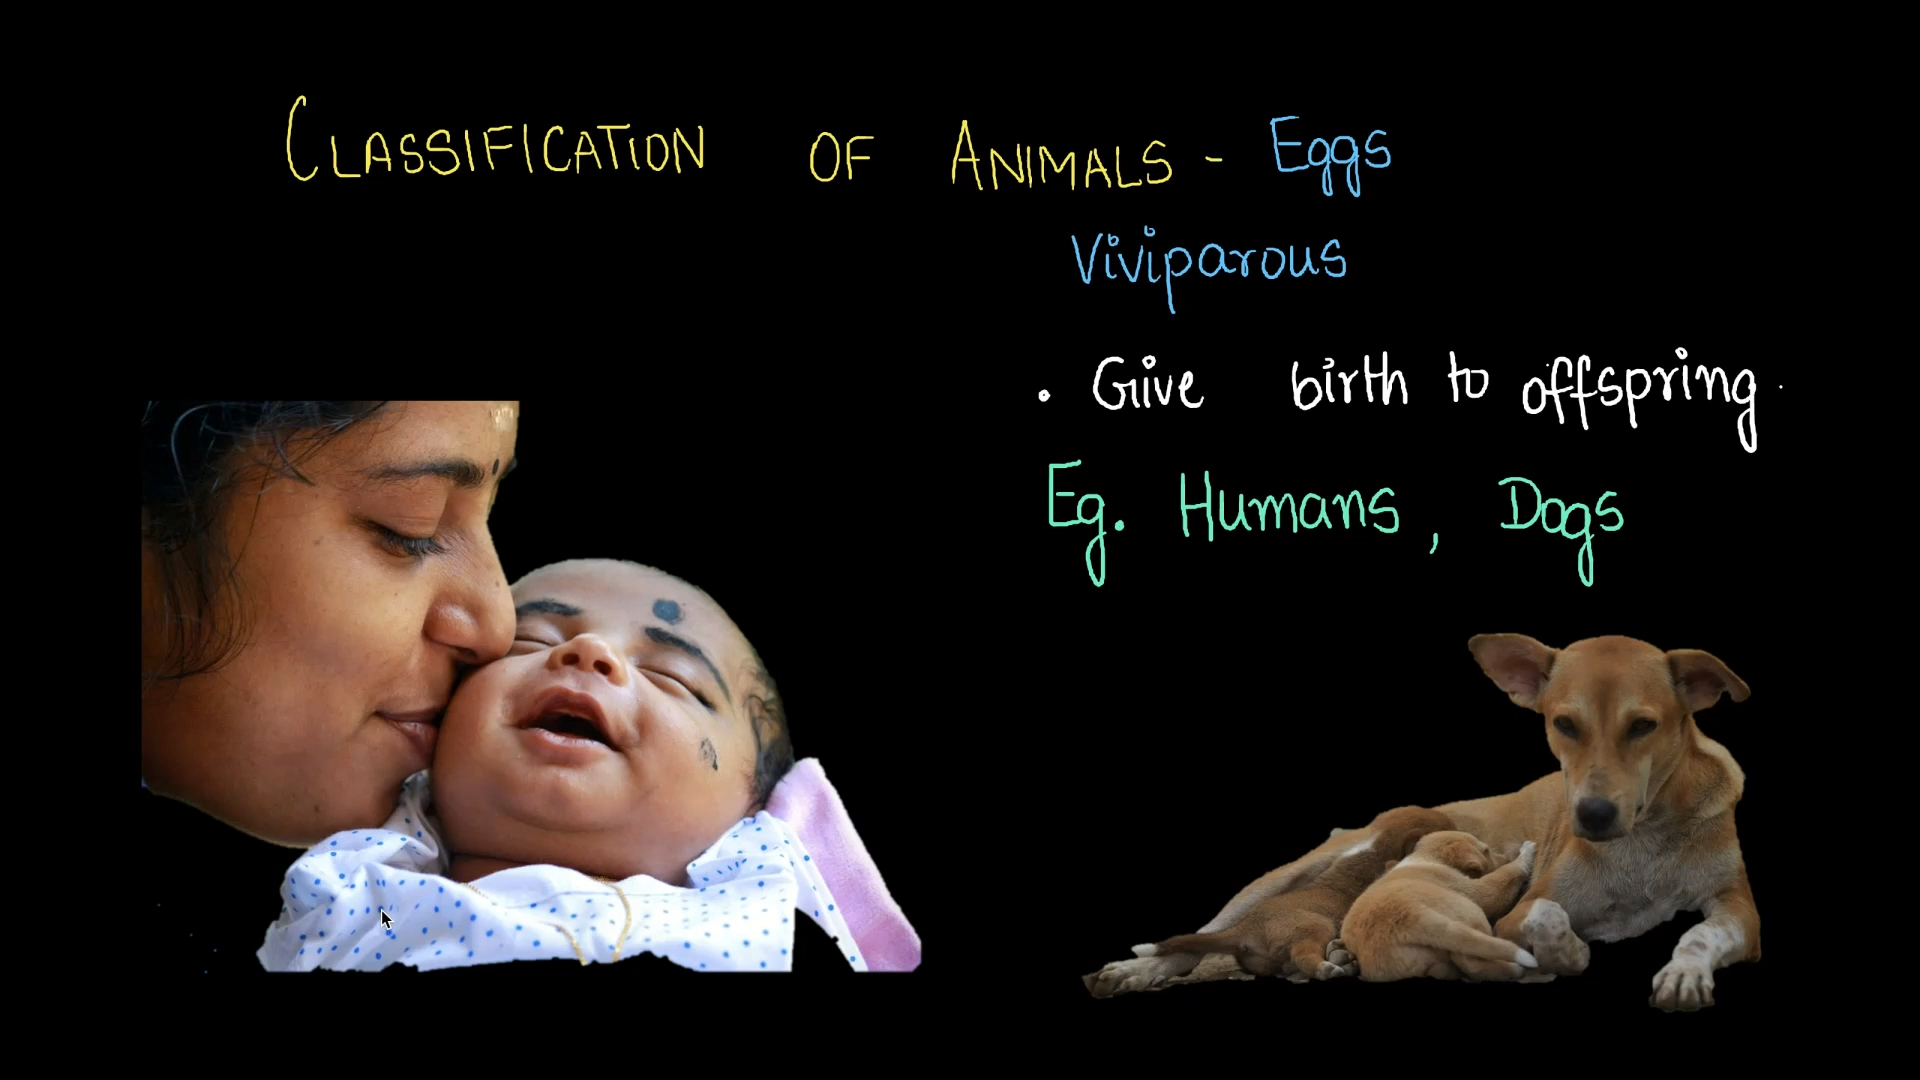 CLASSIFICATION OF ANIMALS - Eggs
Viviparous
• Give birth to offspring
Eg. Humans, Dogs